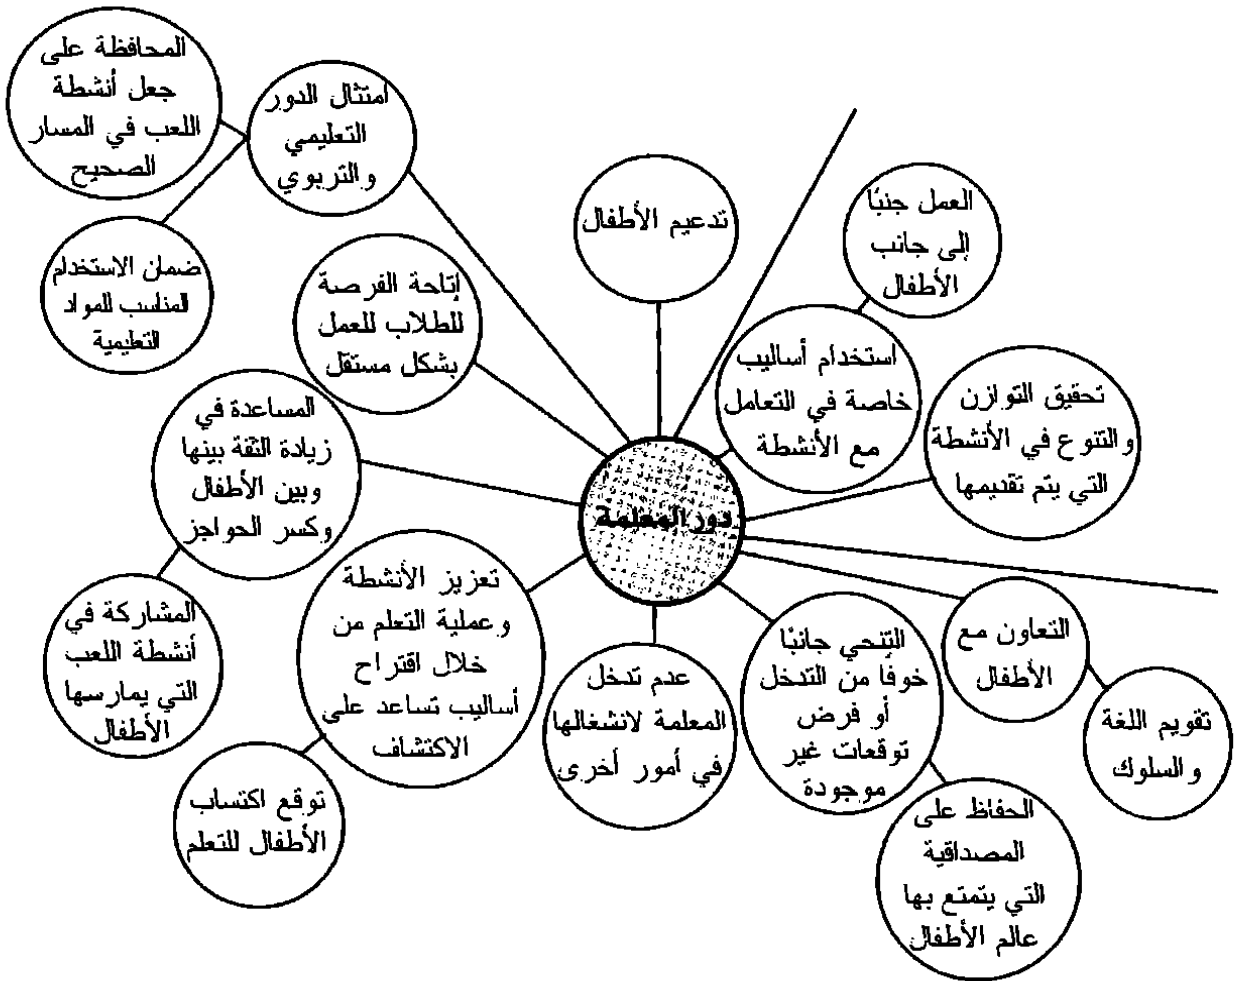 المحافظة على
جعل أنشطة
اللعب في المسار
الصحيح
امتثال الدور
التعليمي
والتربوي
ضمان الاستخدام
المناسب للمواد
التعليمية
إتاحة الفرصة
للطلاب للعمل
بشكل مستقل
تدعيم الأطفال
العمل جنبًا
إلى جانب
الأطفال
استخدام أساليب
خاصة في التعامل
مع الأنشطة
تحقيق التوازن
والتنوع في الأنشطة
التي يتم تقديمها
المساعدة في
زيادة الثقة بينها
وبين الأطفال
وكسر الحواجز
دور المعلمة
المشاركة في
أنشطة اللعب
التي يمارسها
الأطفال
تعزيز الأنشطة
وعملية التعلم من
خلال اقتراح
أساليب تساعد على
الاكتشاف
توقع اكتساب
الأطفال للتعلم
عدم تدخل
المعلمة لانشغالها
في أمور أخرى
التنحي جانبًا
خوفًا من التدخل
أو فرض
توقعات غير
موجودة
التعاون مع
الأطفال
تقويم اللغة
والسلوك
الحفاظ على
المصداقية
التي يتمتع بها
عالم الأطفال